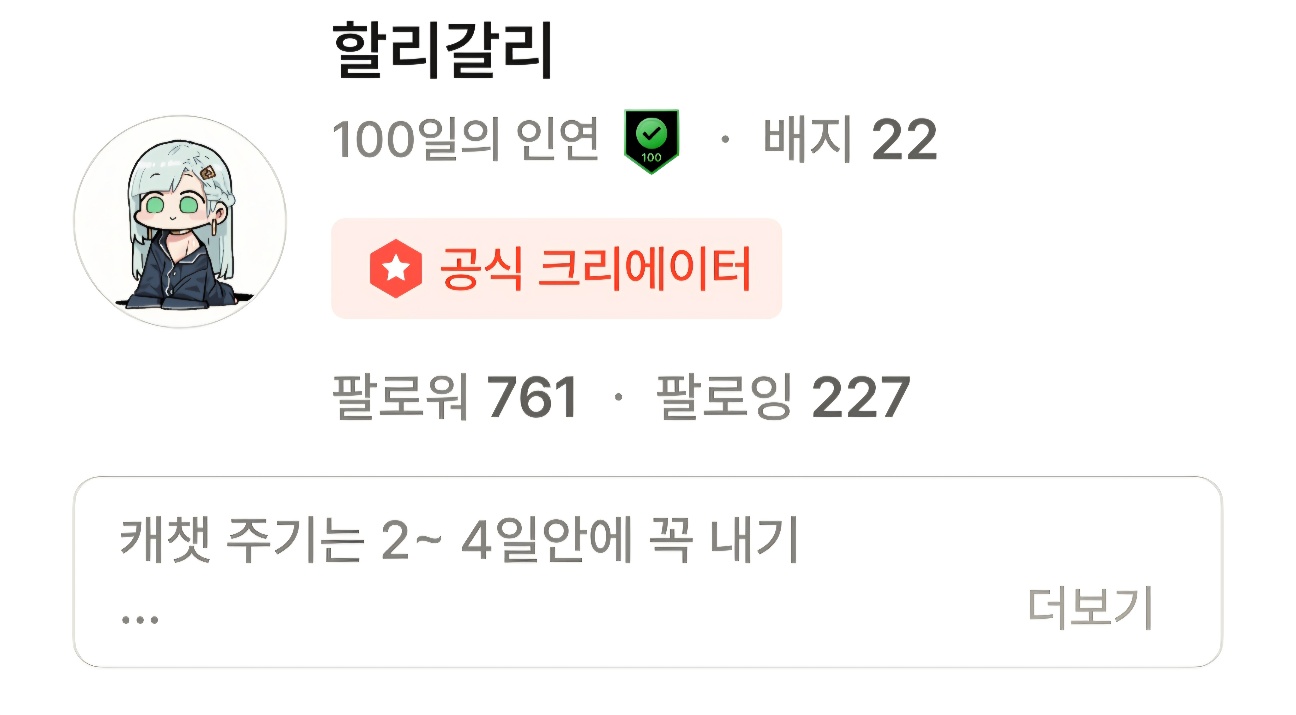 할리갈리
100일의 인연 100 · 배지 22
공식 크리에이터
팔로워 761 · 팔로잉 227
캐챗 주기는 2~ 4일안에 꼭 내기
... 더보기